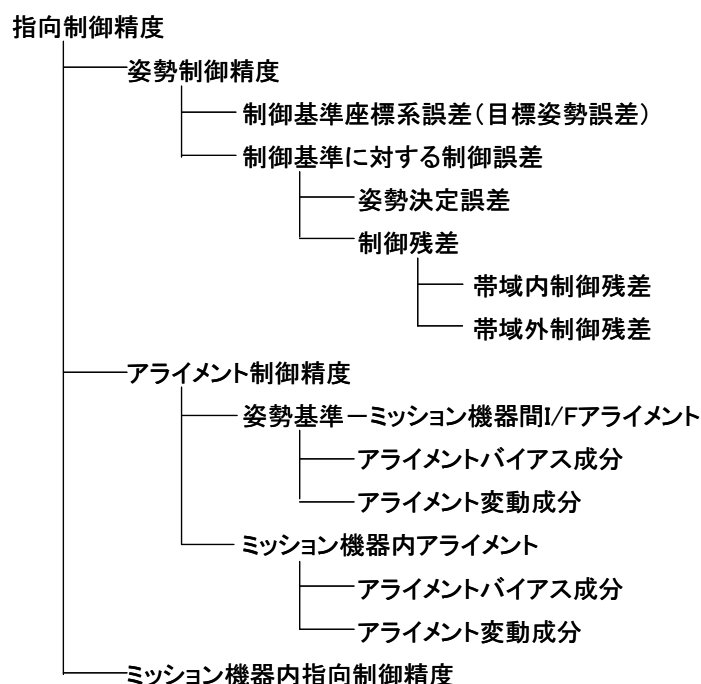 指向制御精度
姿勢制御精度
制御基準座標系誤差(目標姿勢誤差)
制御基準に対する制御誤差
姿勢決定誤差
制御残差
帯域内制御残差
帯域外制御残差
アライメント制御精度
姿勢基準-ミッション機器間I/Fアライメント
アライメントバイアス成分
アライメント変動成分
ミッション機器内アライメント
アライメントバイアス成分
アライメント変動成分
ミッション機器内指向制御精度